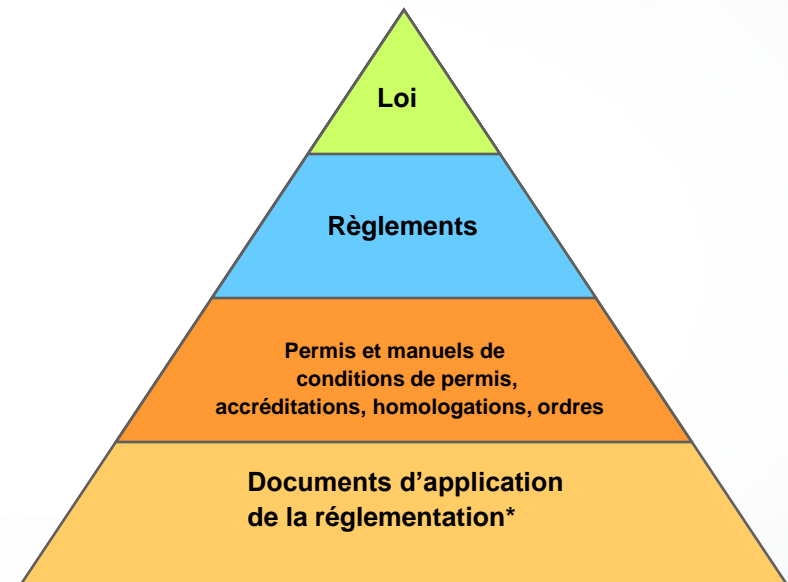 Loi
Règlements
Permis et manuels de
conditions de permis,
accréditations, homologations, ordres
Documents d’application
de la réglementation*